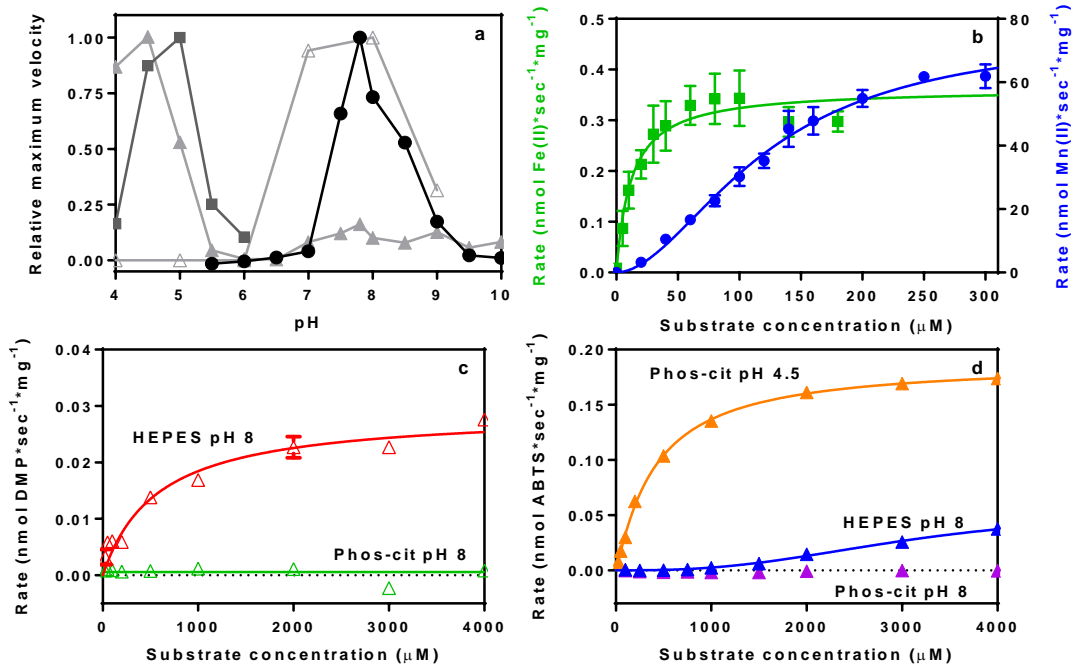 a
Relative maximum velocity
1.00
0.75
0.50
0.25
0.00
4 5 6 7 8 9 10
pH
b
Rate (nmol Fe(II)*sec⁻¹*mg⁻¹)
0.5
0.4
0.3
0.2
0.1
0.0
Rate (nmol Mn(II)*sec⁻¹*mg⁻¹)
80
60
40
20
0
0 50 100 150 200 250 300
Substrate concentration (μM)
c
Rate (nmol DMP*sec⁻¹*mg⁻¹)
0.04
0.03
0.02
0.01
0.00
HEPES pH 8
Phos-cit pH 8
0 1000 2000 3000 4000
Substrate concentration (μM)
d
Rate (nmol ABTS*sec⁻¹*mg⁻¹)
0.20
0.15
0.10
0.05
0.00
Phos-cit pH 4.5
HEPES pH 8
Phos-cit pH 8
0 1000 2000 3000 4000
Substrate concentration (μM)